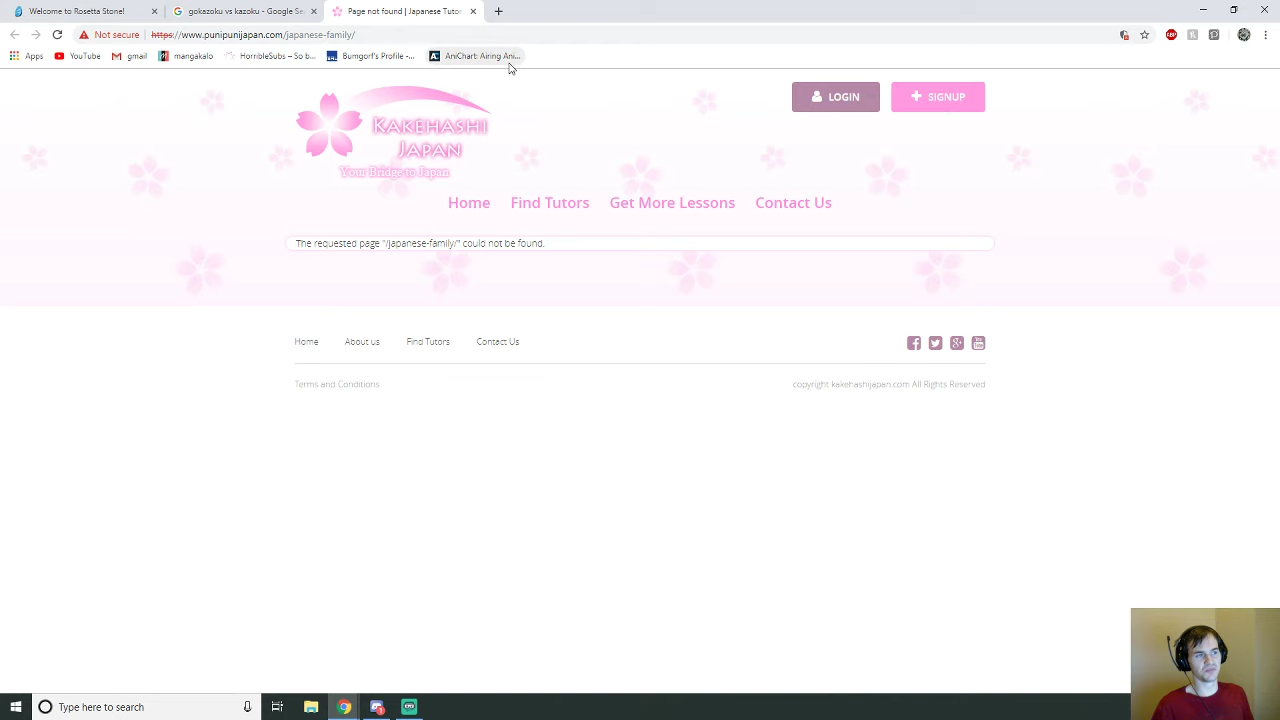 Welcome to Rosetta Stone!
gokazoku vs kazoku - Google Se
Page not found | Japanese Tutor
Not secure
https://www.punipunijapan.com/japanese-family/
Apps
YouTube
gmail
mangakalo
HorribleSubs – So b...
Bumgorf's Profile -...
AniChart: Airing Ani...
KAKEHASHI
JAPAN
Your Bridge to Japan
LOGIN
SIGNUP
Home
Find Tutors
Get More Lessons
Contact Us
The requested page "/japanese-family/" could not be found.
Home
About us
Find Tutors
Contact Us
Terms and Conditions
copyright kakehashijapan.com All Rights Reserved
Type here to search